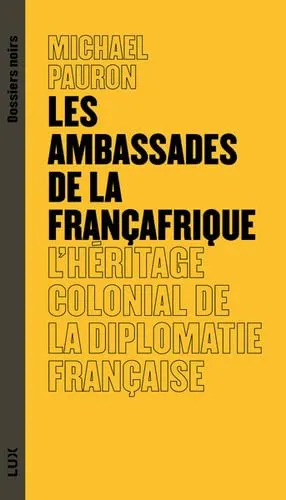 Dossiers noirs
MICHAEL
PAURON
LES
AMBASSADES
DE LA
FRANÇAFRIQUE
L'HÉRITAGE
COLONIAL DE
LA DIPLOMATIE
FRANÇAISE
LUX